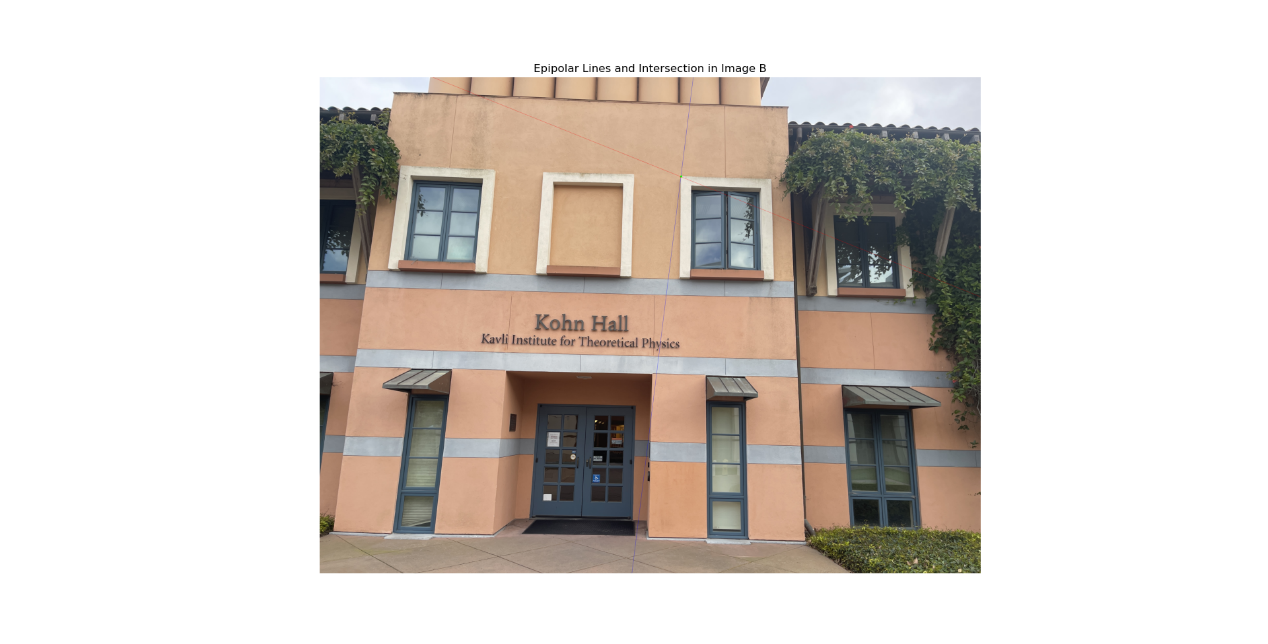 Epipolar Lines and Intersection in Image B
Kohn Hall
Kavli Institute for Theoretical Physics